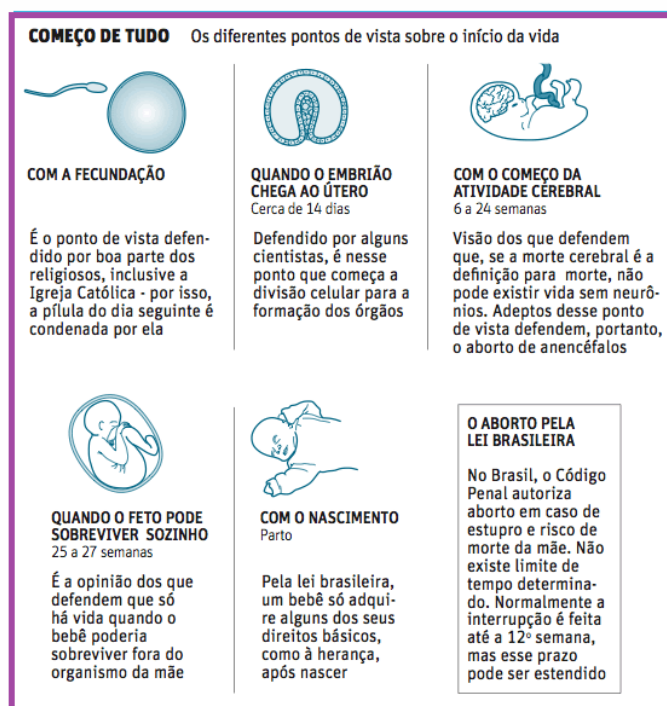 COMEÇO DE TUDO Os diferentes pontos de vista sobre o início da vida
COM A FECUNDAÇÃO
É o ponto de vista defen-
dido por boa parte dos
religiosos, inclusive a
Igreja Católica - por isso,
a pílula do dia seguinte é
condenada por ela
QUANDO O EMBRIÃO
CHEGA AO ÚTERO
Cerca de 14 dias
Defendido por alguns
cientistas, é nesse
ponto que começa a
divisão celular para a
formação dos órgãos
COM O COMEÇO DA
ATIVIDADE CEREBRAL
6 a 24 semanas
Visão dos que defendem
que, se a morte cerebral é a
definição para morte, não
pode existir vida sem neurô-
nios. Adeptos desse ponto
de vista defendem, portanto,
o aborto de anencéfalos
QUANDO O FETO PODE
SOBREVIVER SOZINHO
25 a 27 semanas
É a opinião dos que
defendem que só
há vida quando o
bebê poderia
sobreviver fora do
organismo da mãe
COM O NASCIMENTO
Parto
Pela lei brasileira,
um bebê só adqui-
re alguns dos seus
direitos básicos,
como à herança,
após nascer
O ABORTO PELA
LEI BRASILEIRA
No Brasil, o Código
Penal autoriza
aborto em caso de
estupro e risco de
morte da mãe. Não
existe limite de
tempo determina-
do. Normalmente a
interrupção é feita
até a 12º semana,
mas esse prazo
pode ser estendido